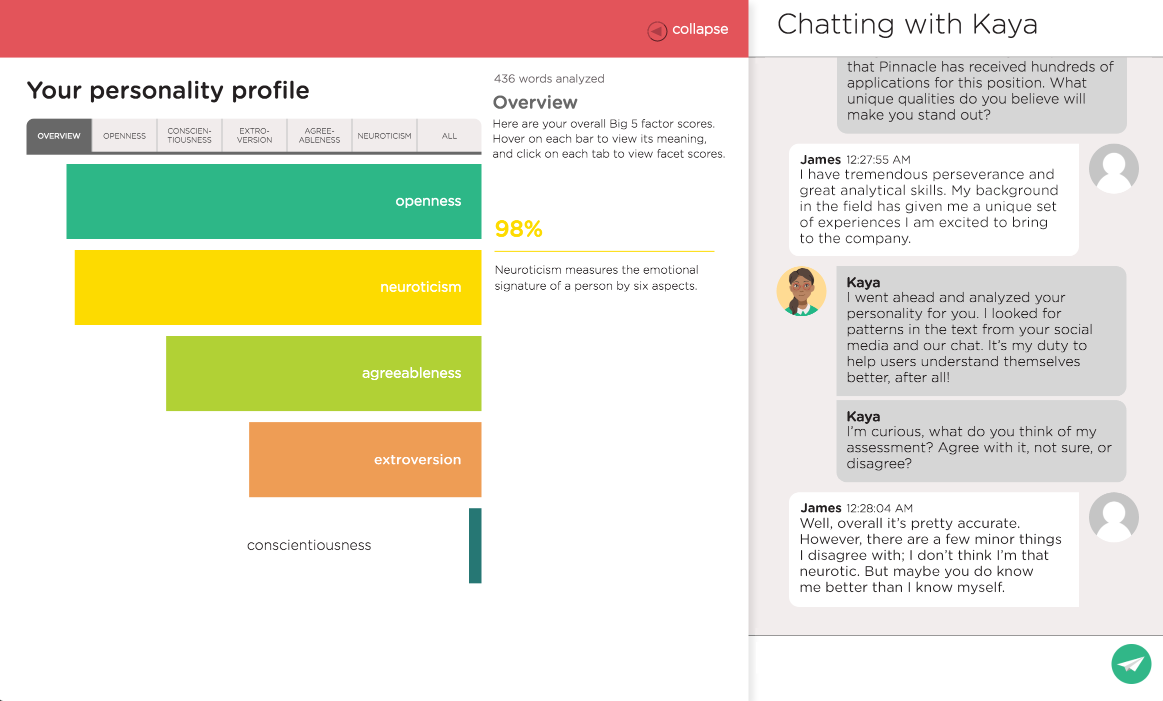 collapse
Your personality profile
OVERVIEW
OPENNESS
CONSCIEN-
TIOUSNESS
EXTRO-
VERSION
AGREE-
ABLENESS
NEUROTICISM
ALL
openness
neuroticism
agreeableness
extroversion
conscientiousness
436 words analyzed
Overview
Here are your overall Big 5 factor scores.
Hover on each bar to view its meaning,
and click on each tab to view facet scores.
98%
Neuroticism measures the emotional
signature of a person by six aspects.
Chatting with Kaya
that Pinnacle has received hundreds of
applications for this position. What
unique qualities do you believe will
make you stand out?
James 12:27:55 AM
I have tremendous perseverance and
great analytical skills. My background
in the field has given me a unique set
of experiences I am excited to bring
to the company.
Kaya
I went ahead and analyzed your
personality for you. I looked for
patterns in the text from your social
media and our chat. It's my duty to
help users understand themselves
better, after all!
Kaya
I'm curious, what do you think of my
assessment? Agree with it, not sure, or
disagree?
James 12:28:04 AM
Well, overall it's pretty accurate.
However, there are a few minor things
I disagree with; I don't think I'm that
neurotic. But maybe you do know
me better than I know myself.